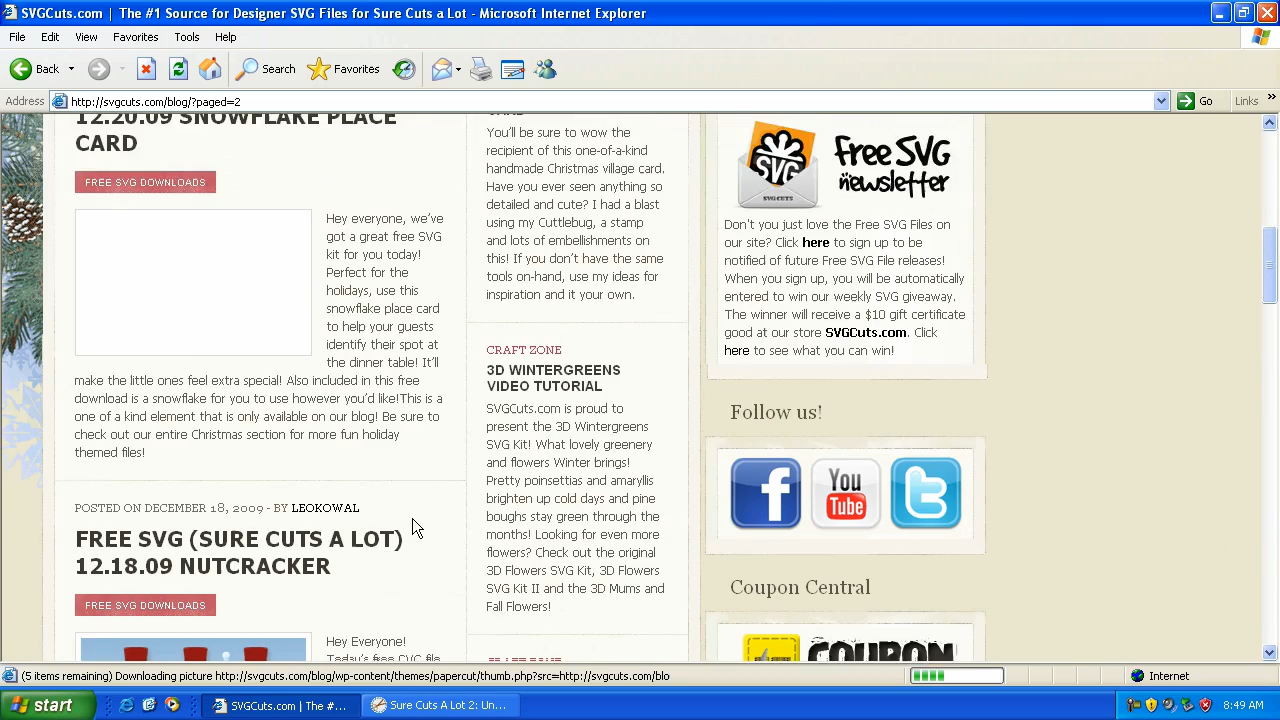 SVGCuts.com | The #1 Source for Designer SVG Files for Sure Cuts a Lot - Microsoft Internet Explorer
File Edit View Favorites Tools Help
Back Search Favorites
Address http://svgcuts.com/blog/?paged=2 Go Links »
12.20.09 SNOWFLAKE PLACE
CARD
FREE SVG DOWNLOADS
Hey everyone, we've
got a great free SVG
kit for you today!
Perfect for the
holidays, use this
snowflake place card
to help your guests
identify their spot at
the dinner table! It'll
make the little ones feel extra special! Also included in this free
download is a snowflake for you to use however you'd like!This is a
one of a kind element that is only available on our blog! Be sure to
check out our entire Christmas section for more fun holiday
themed files!
POSTED ON DECEMBER 18, 2009 - BY LEOKOWAL
FREE SVG (SURE CUTS A LOT)
12.18.09 NUTCRACKER
FREE SVG DOWNLOADS
Hey Everyone!
Today's free SVG file
You'll be sure to wow the
recipient of this one-of-a-kind
handmade Christmas village card.
Have you ever seen anything so
detailed and cute? I had a blast
using my Cuttlebug, a stamp
and lots of embellishments on
this! If you don't have the same
tools on-hand, use my ideas for
inspiration and it your own.
CRAFT ZONE
3D WINTERGREENS
VIDEO TUTORIAL
SVGCuts.com is proud to
present the 3D Wintergreens
SVG Kit! What lovely greenery
and flowers Winter brings!
Pretty poinsettias and amaryllis
brighten up cold days and pine
boughs stay green through the
months! Looking for even more
flowers? Check out the original
3D Flowers SVG Kit, 3D Flowers
SVG Kit II and the 3D Mums and
Fall Flowers!
SVG
SVG CUTS
free SVG
newsletter
Don't you just love the Free SVG Files on
our site? Click here to sign up to be
notified of future Free SVG File releases!
When you sign up, you will be automatically
entered to win our weekly SVG giveaway.
The winner will receive a $10 gift certificate
good at our store SVGCuts.com. Click
here to see what you can win!
Follow us!
f
You
Tube
t
Coupon Central
COUPON
(5 items remaining) Downloading picture http://svgcuts.com/blog/wp-content/themes/papercut/thumb.php?src=http://svgcuts.com/blo
Internet
start
SVGCuts.com | The #...
Sure Cuts A Lot 2: Un...
8:49 AM